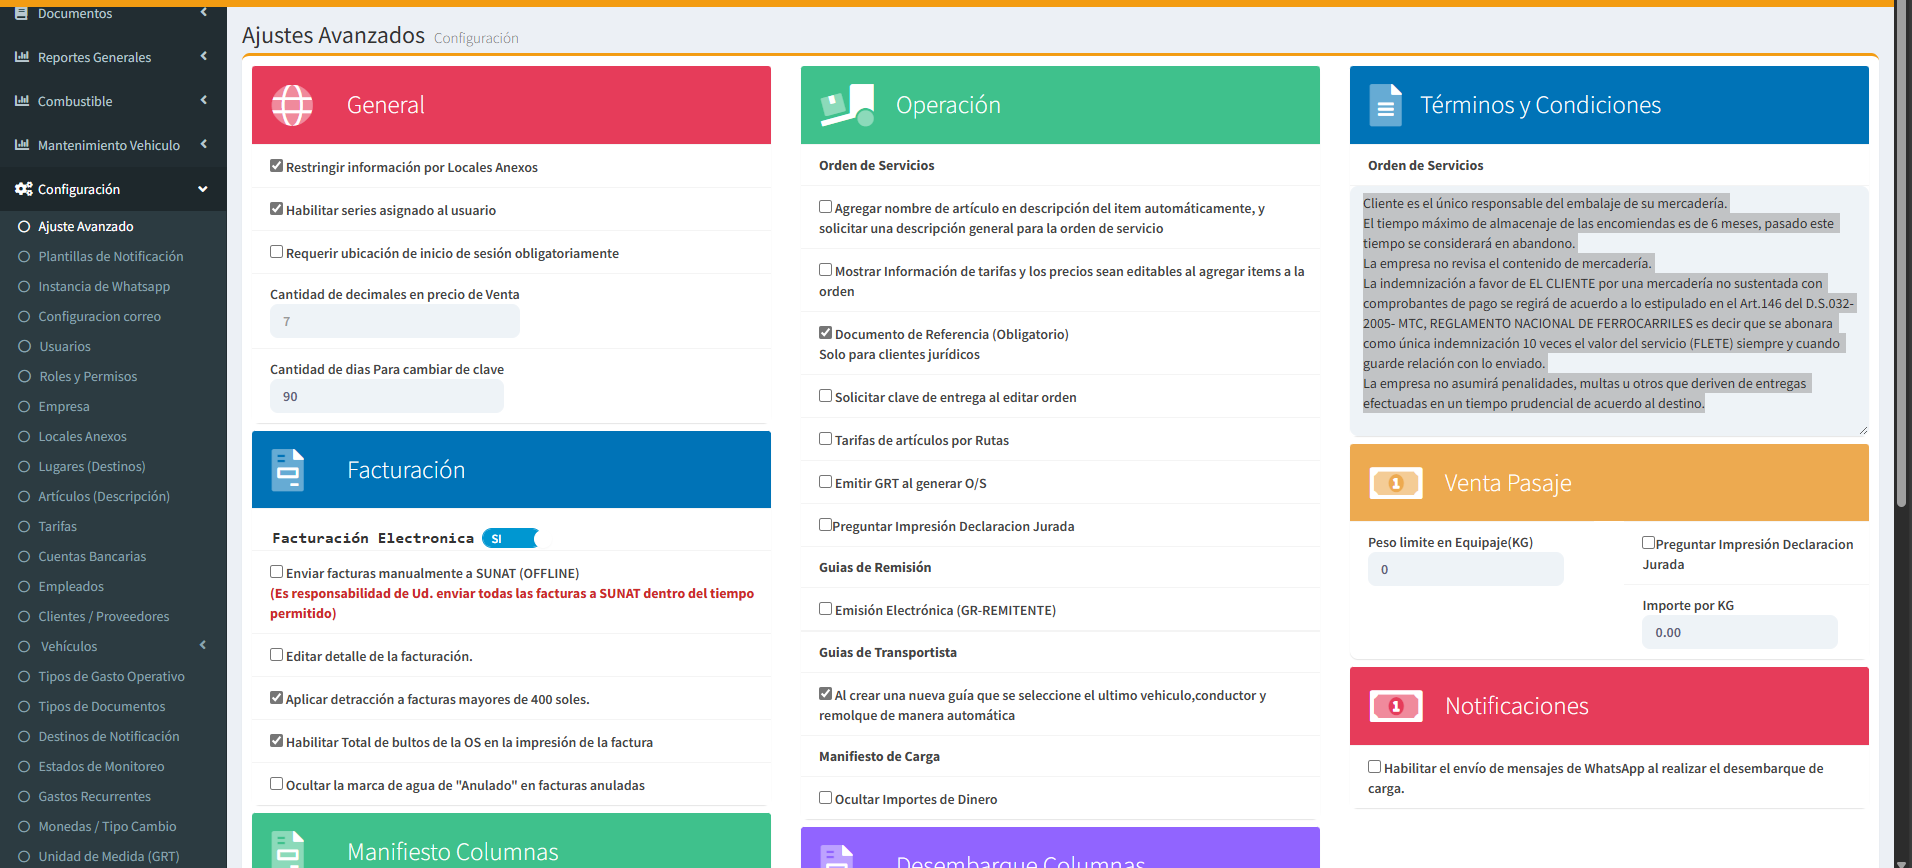 Documentos
Reportes Generales
Combustible
Mantenimiento Vehiculo
Configuración
Ajuste Avanzado
Plantillas de Notificación
Instancia de Whatsapp
Configuracion correo
Usuarios
Roles y Permisos
Empresa
Locales Anexos
Lugares (Destinos)
Artículos (Descripción)
Tarifas
Cuentas Bancarias
Empleados
Clientes / Proveedores
Vehículos
Tipos de Gasto Operativo
Tipos de Documentos
Destinos de Notificación
Estados de Monitoreo
Gastos Recurrentes
Monedas / Tipo Cambio
Unidad de Medida (GRT)
Ajustes Avanzados Configuración
General
Restringir información por Locales Anexos
Habilitar series asignado al usuario
Requerir ubicación de inicio de sesión obligatoriamente
Cantidad de decimales en precio de Venta
7
Cantidad de dias Para cambiar de clave
90
Facturación
Facturación Electronica SI
Enviar facturas manualmente a SUNAT (OFFLINE)
(Es responsabilidad de Ud. enviar todas las facturas a SUNAT dentro del tiempo
permitido)
Editar detalle de la facturación.
Aplicar detracción a facturas mayores de 400 soles.
Habilitar Total de bultos de la OS en la impresión de la factura
Ocultar la marca de agua de "Anulado" en facturas anuladas
Manifiesto Columnas
Operación
Orden de Servicios
Agregar nombre de artículo en descripción del item automáticamente, y
solicitar una descripción general para la orden de servicio
Mostrar Información de tarifas y los precios sean editables al agregar items a la
orden
Documento de Referencia (Obligatorio)
Solo para clientes jurídicos
Solicitar clave de entrega al editar orden
Tarifas de artículos por Rutas
Emitir GRT al generar O/S
Preguntar Impresión Declaracion Jurada
Guias de Remisión
Emisión Electrónica (GR-REMITENTE)
Guias de Transportista
Al crear una nueva guía que se seleccione el ultimo vehiculo,conductor y
remolque de manera automática
Manifiesto de Carga
Ocultar Importes de Dinero
Desembarque Columnas
Términos y Condiciones
Orden de Servicios
Cliente es el único responsable del embalaje de su mercadería.
El tiempo máximo de almacenaje de las encomiendas es de 6 meses, pasado este
tiempo se considerará en abandono.
La empresa no revisa el contenido de mercadería.
La indemnización a favor de EL CLIENTE por una mercadería no sustentada con
comprobantes de pago se regirá de acuerdo a lo estipulado en el Art.146 del D.S.032-
2005- MTC, REGLAMENTO NACIONAL DE FERROCARRILES es decir que se abonara
como única indemnización 10 veces el valor del servicio (FLETE) siempre y cuando
guarde relación con lo enviado.
La empresa no asumirá penalidades, multas u otros que deriven de entregas
efectuadas en un tiempo prudencial de acuerdo al destino.
1 Venta Pasaje
Peso limite en Equipaje(KG)
0
Preguntar Impresión Declaracion
Jurada
Importe por KG
0.00
1 Notificaciones
Habilitar el envío de mensajes de WhatsApp al realizar el desembarque de
carga.